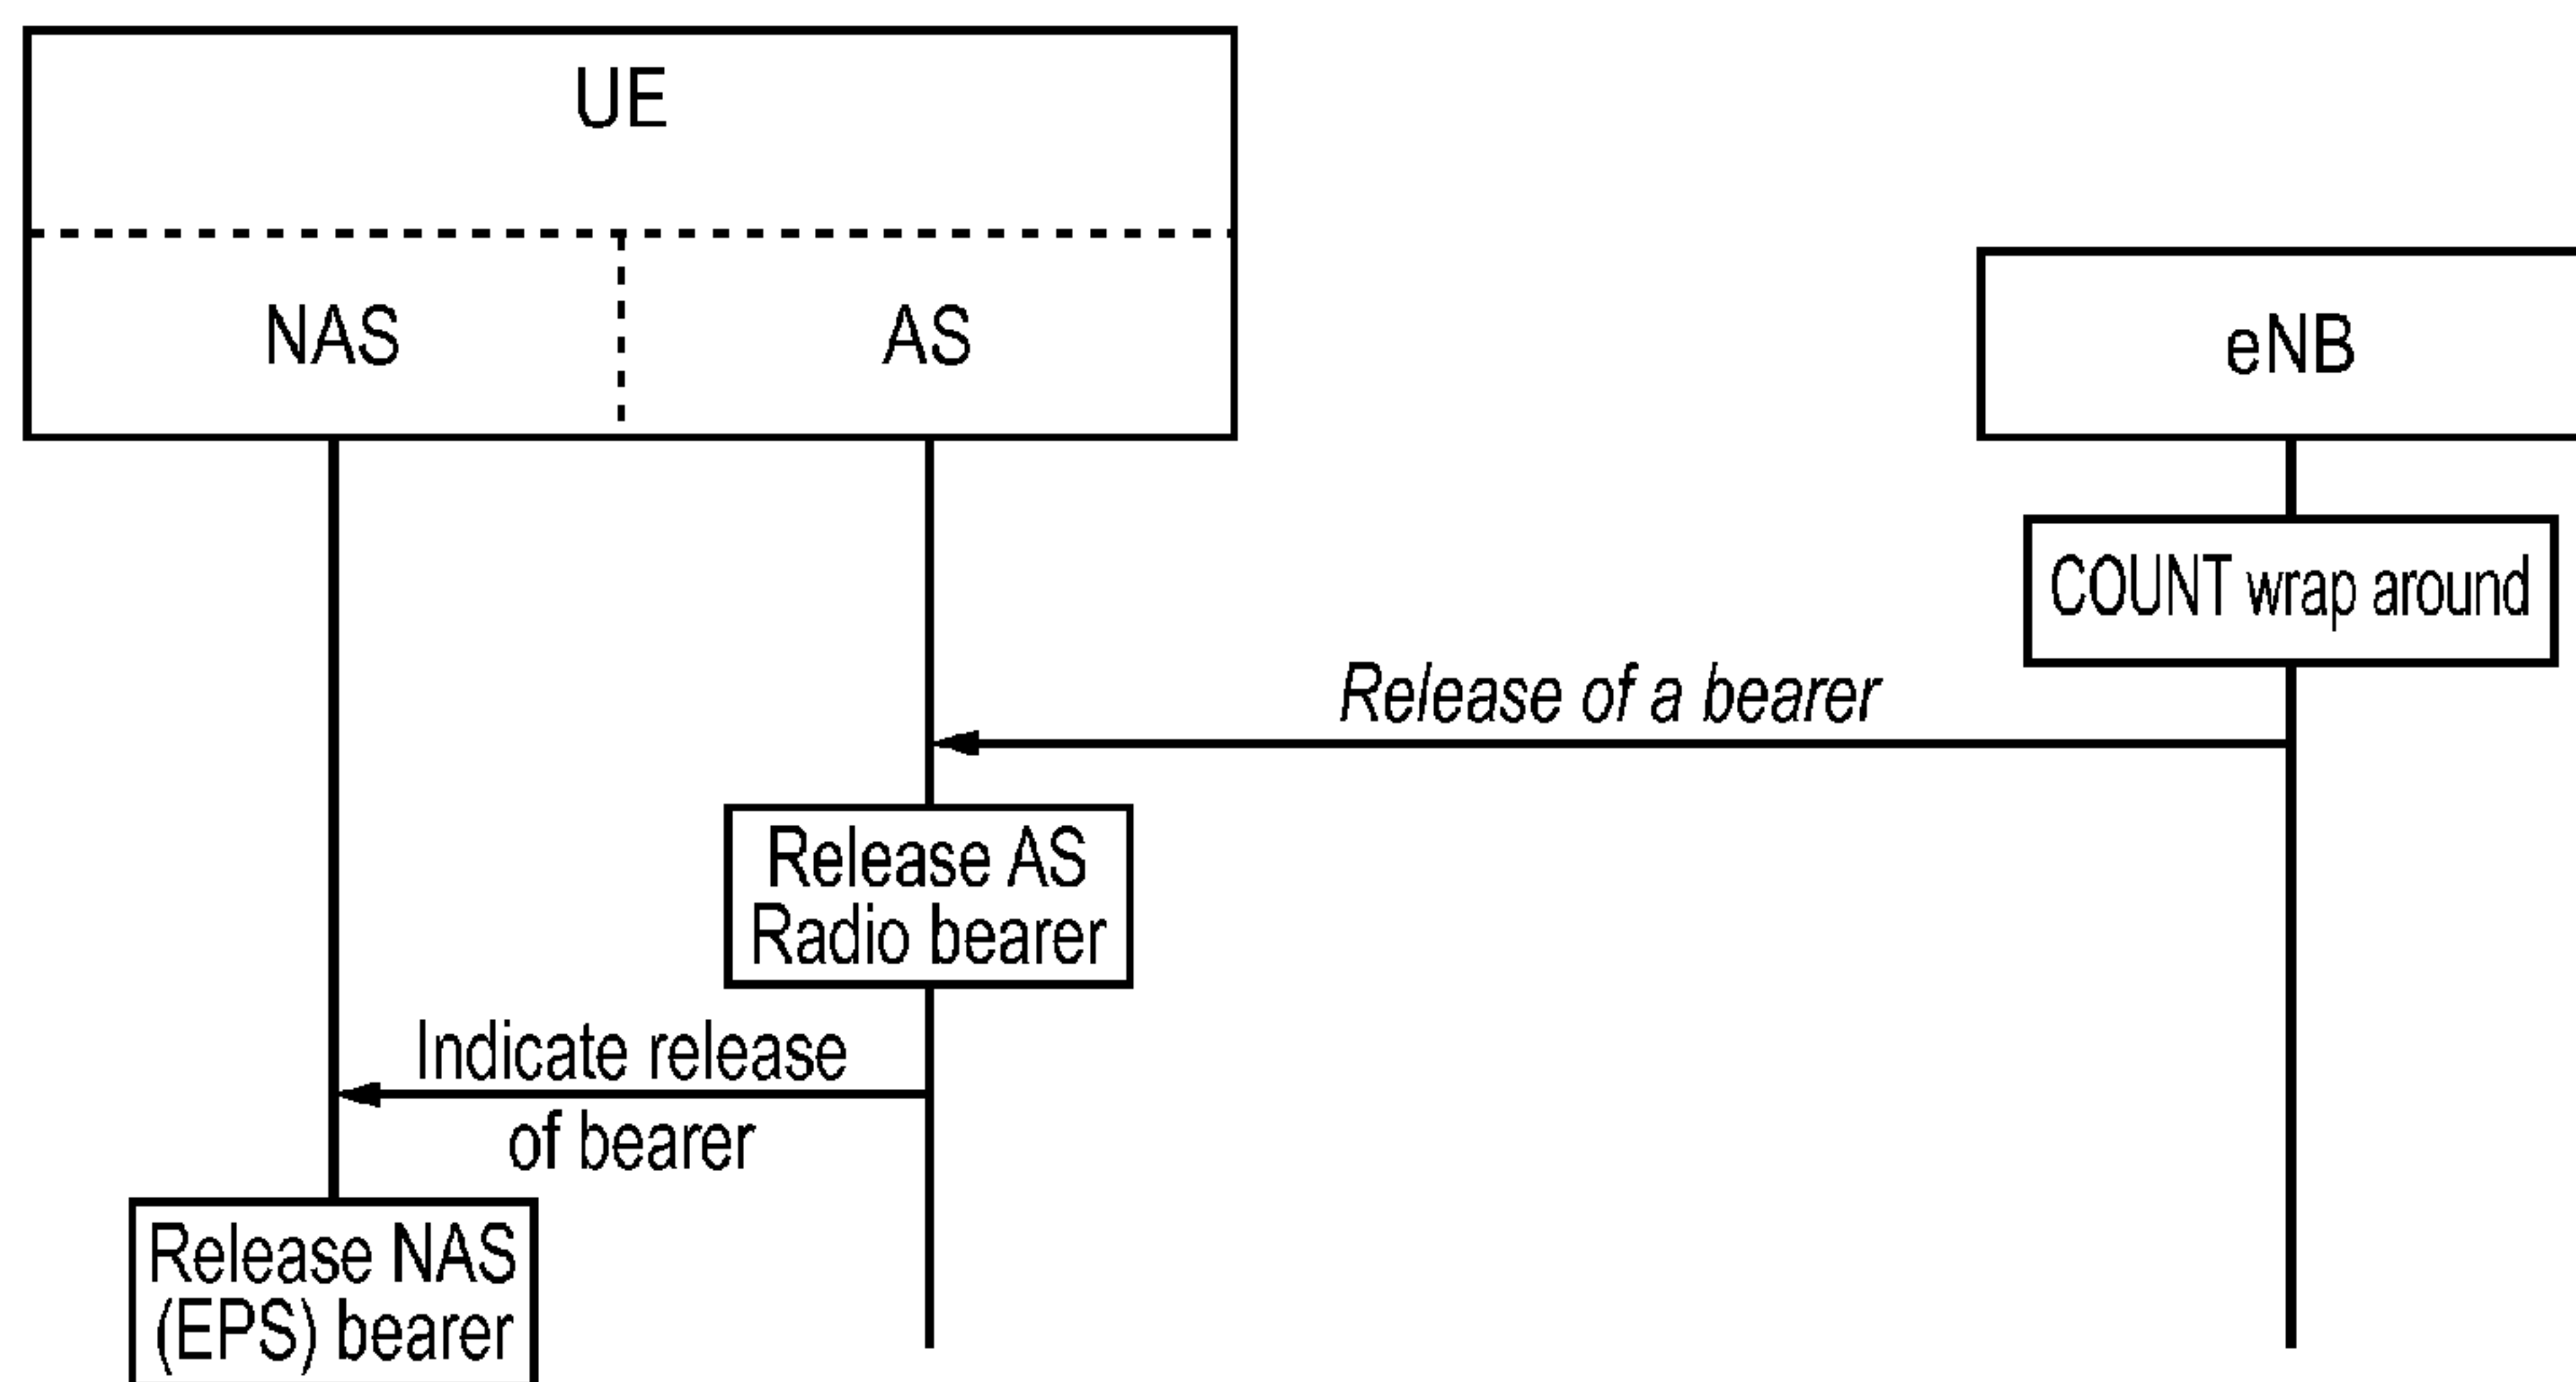 UE
NAS
AS
eNB
COUNT wrap around
Release of a bearer
Release AS
Radio bearer
Indicate release
of bearer
Release NAS
(EPS) bearer